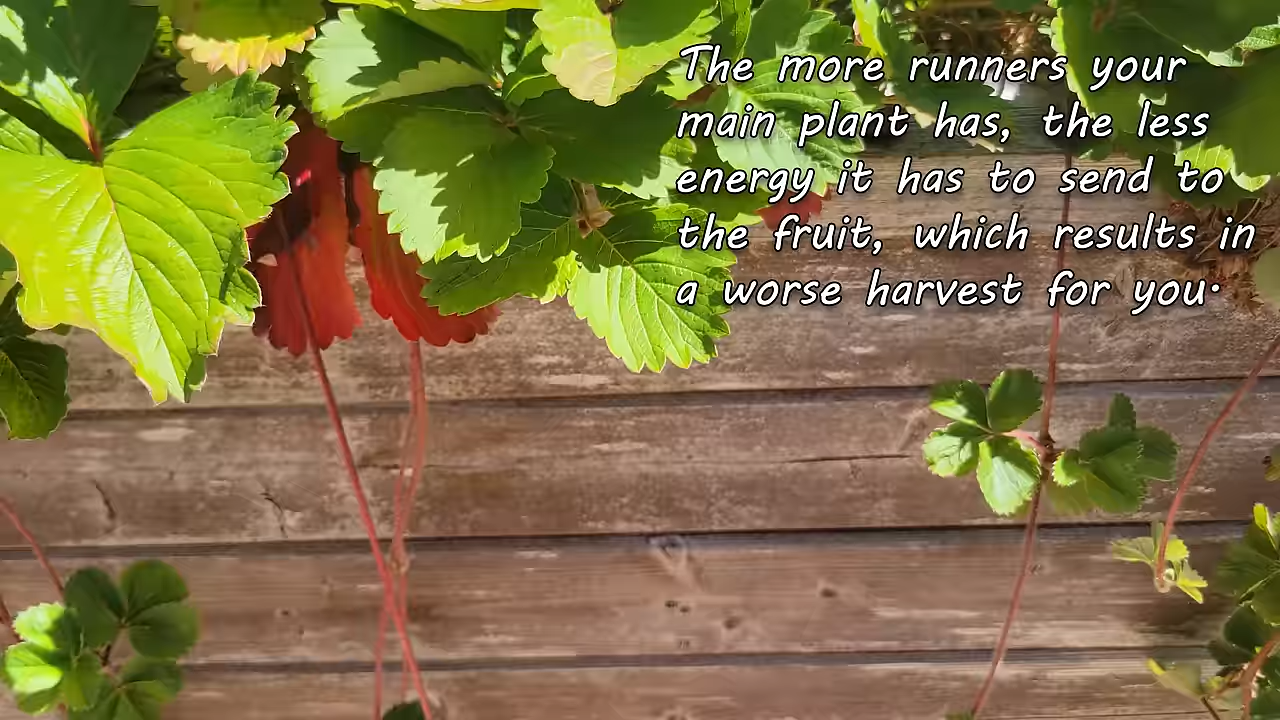 The more runners your
main plant has, the less
energy it has to send to
the fruit, which results in
a worse harvest for you.